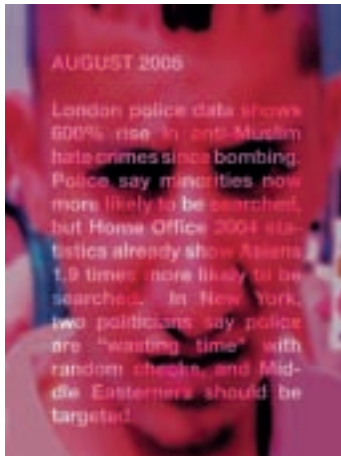 AUGUST 2005
London police data shows
600% rise in anti-Muslim
hate crimes since bombing.
Police say minorities now
more likely to be searched,
but Home Office 2004 sta-
tistics already show Asians
1.9 times more likely to be
searched. In New York,
two politicians say police
are "wasting time" with
random checks, and Mid-
dle Easterners should be
targeted.